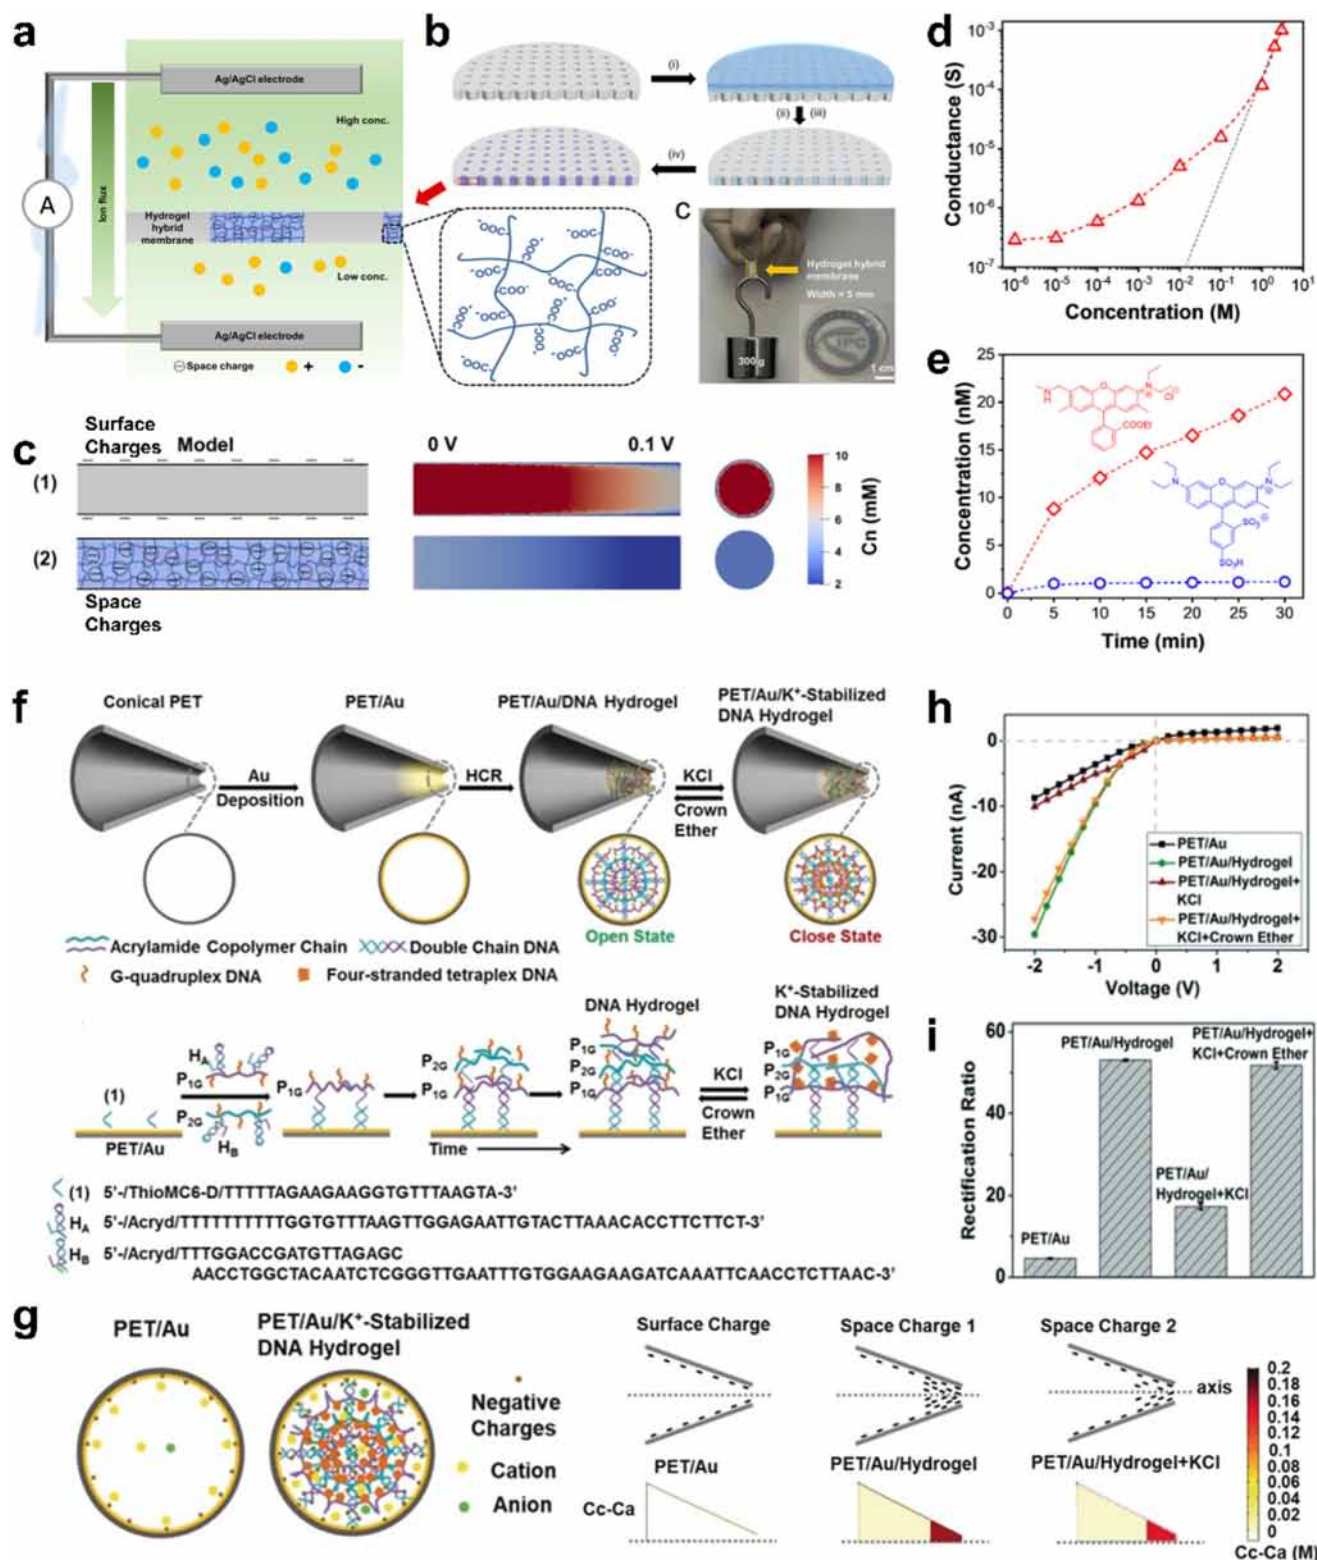 a
Ag/AgCl electrode
High conc.
A
Ion flux
Hydrogel
hybrid
membrane
Low conc.
Ag/AgCl electrode
Space charge + -
b
(i)
(ii) (iii)
(iv)
-OOC
COO-
C
Hydrogel hybrid
membrane
Width = 5 mm
300 g
IPC
1 cm
d
Conductance (S)
10-3
10-4
10-5
10-6
10-7
10-6 10-5 10-4 10-3 10-2 10-1 100 101
Concentration (M)
e
Concentration (nM)
25
20
15
10
5
0
0 5 10 15 20 25 30
Time (min)
COOEt
SO3
SO3H
c
Surface
Charges
Model
0 V 0.1 V
(1)
(2)
Space
Charges
10
8
6
4
2
Cn (mM)
f
Conical PET
PET/Au
PET/Au/DNA Hydrogel
PET/Au/K+-Stabilized
DNA Hydrogel
Au
Deposition
HCR
KCl
Crown
Ether
Open State
Close State
Acrylamide Copolymer Chain
Double Chain DNA
G-quadruplex DNA
Four-stranded tetraplex DNA
DNA Hydrogel
K+-Stabilized
DNA Hydrogel
(1)
PET/Au
HA
P1G
P2G
HB
P1G
P2G
P1G
P1G
P2G
P1G
KCl
Crown
Ether
P1G
P2G
P1G
Time
(1) 5'-/ThioMC6-D/TTTTTAGAAGAAGGTGTTTAAGTA-3'
HA 5'-/Acryd/TTTTTTTTTTGGTGTTTAAGTTGGAGAATTGTACTTAAACACCTTCTTCT-3'
HB 5'-/Acryd/TTTGGACCGATGTTAGAGC
AACCTGGCTACAATCTCGGGTTGAATTTGTGGAAGAAGATCAAATTCAACCTCTTAAC-3'
h
Current (nA)
0
-10
-20
-30
-2 -1 0 1 2
Voltage (V)
PET/Au
PET/Au/Hydrogel
PET/Au/Hydrogel+
KCl
PET/Au/Hydrogel+
KCl+Crown Ether
i
Rectification Ratio
60
40
20
0
PET/Au
PET/Au/Hydrogel
PET/Au/
Hydrogel+KCl
PET/Au/Hydrogel+
KCl+Crown Ether
g
PET/Au
PET/Au/K+-Stabilized
DNA Hydrogel
Negative
Charges
Cation
Anion
Surface Charge
Space Charge 1
Space Charge 2
axis
PET/Au
PET/Au/Hydrogel
PET/Au/Hydrogel+KCl
Cc-Ca
0.2
0.18
0.16
0.14
0.12
0.1
0.08
0.06
0.04
0.02
0
Cc-Ca (M)